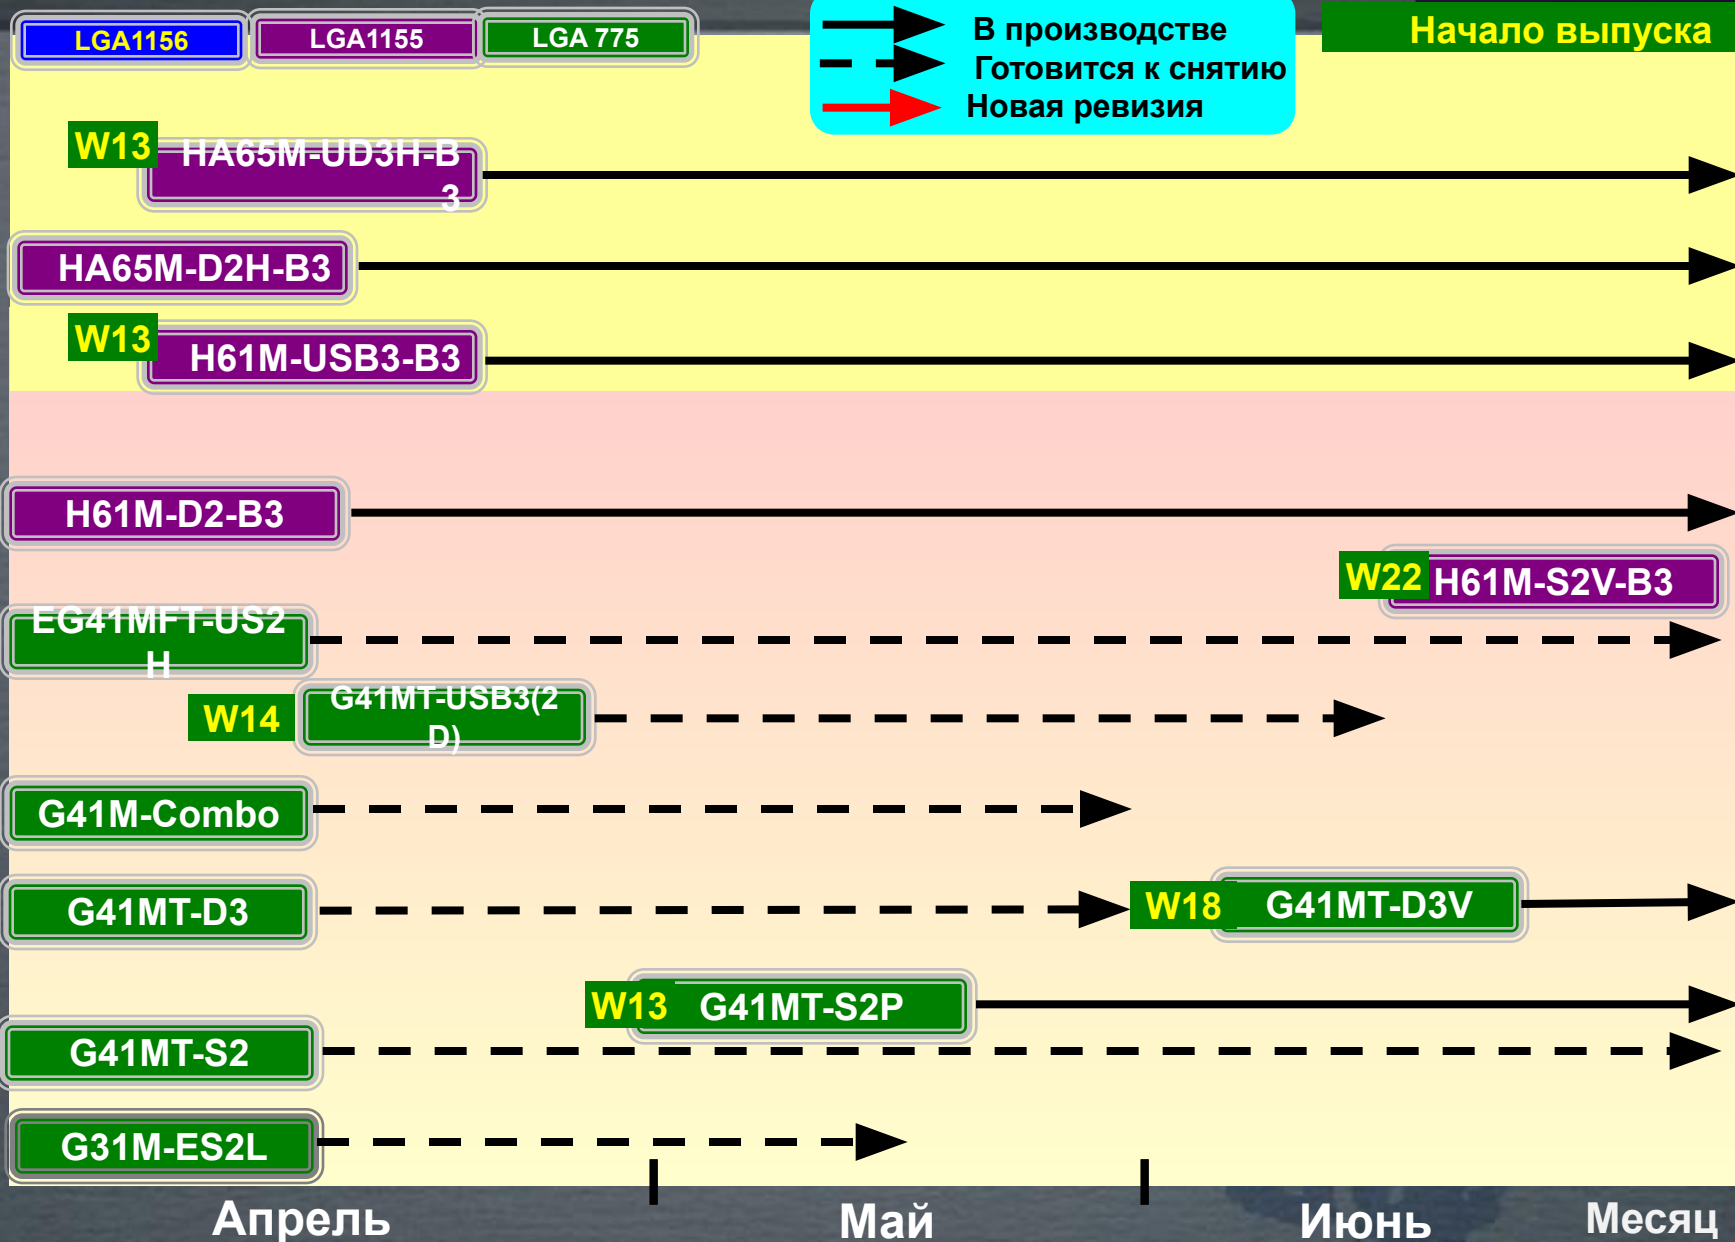 LGA1156
LGA1155
LGA 775
В производстве
Готовится к снятию
Новая ревизия
Начало выпуска
W13
HA65M-UD3H-B
3
HA65M-D2H-B3
W13
H61M-USB3-B3
H61M-D2-B3
W22
H61M-S2V-B3
EG41MFT-US2
H
W14
G41MT-USB3(2
D)
G41M-Combo
G41MT-D3
W18
G41MT-D3V
W13
G41MT-S2P
G41MT-S2
G31M-ES2L
Апрель
Май
Июнь
Месяц